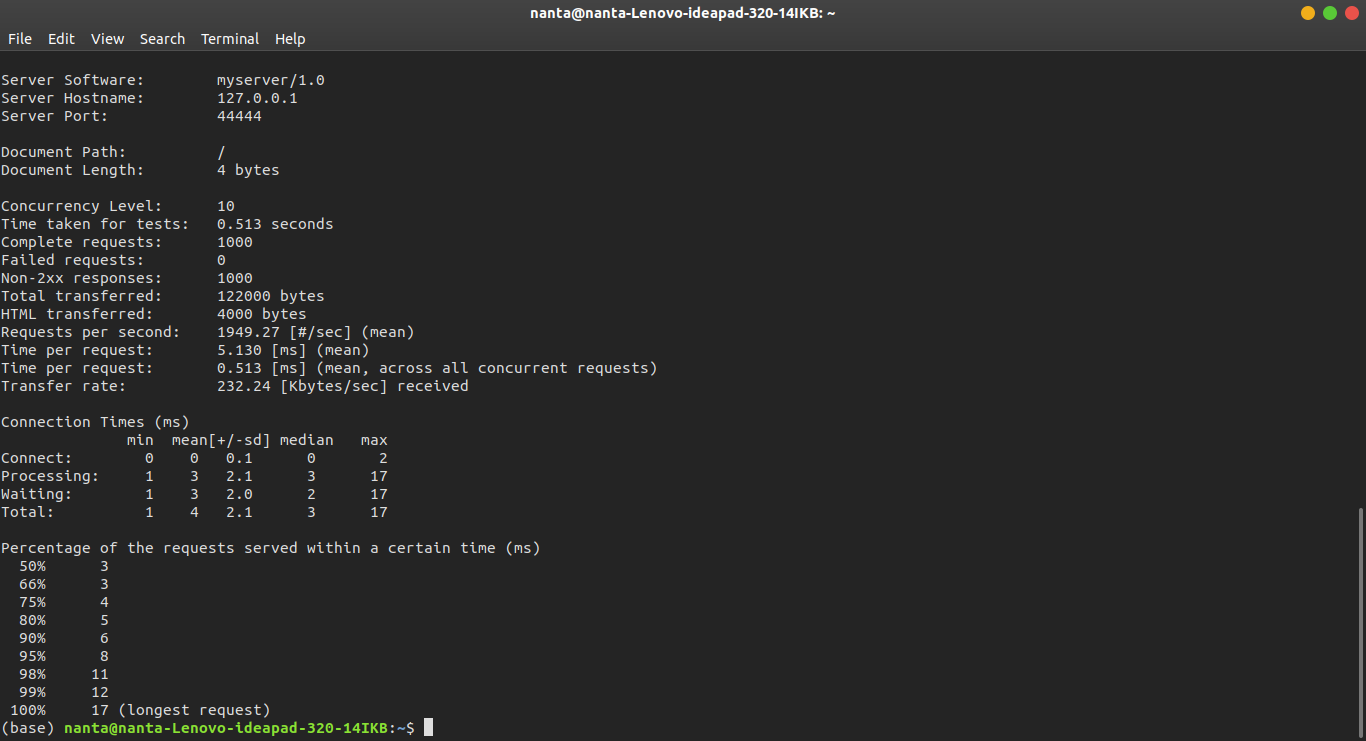 nanta@nanta-Lenovo-ideapad-320-14IKB: ~
File Edit View Search Terminal Help
Server Software:        myserver/1.0
Server Hostname:        127.0.0.1
Server Port:            44444
Document Path:          /
Document Length:        4 bytes
Concurrency Level:      10
Time taken for tests:   0.513 seconds
Complete requests:      1000
Failed requests:        0
Non-2xx responses:      1000
Total transferred:      122000 bytes
HTML transferred:       4000 bytes
Requests per second:    1949.27 [#/sec] (mean)
Time per request:       5.130 [ms] (mean)
Time per request:       0.513 [ms] (mean, across all concurrent requests)
Transfer rate:          232.24 [Kbytes/sec] received
Connection Times (ms)
              min  mean[+/-sd] median   max
Connect:        0    0   0.1      0       2
Processing:     1    3   2.1      3      17
Waiting:        1    3   2.0      2      17
Total:          1    4   2.1      3      17
Percentage of the requests served within a certain time (ms)
  50%      3
  66%      3
  75%      4
  80%      5
  90%      6
  95%      8
  98%     11
  99%     12
 100%     17 (longest request)
(base) nanta@nanta-Lenovo-ideapad-320-14IKB:~$